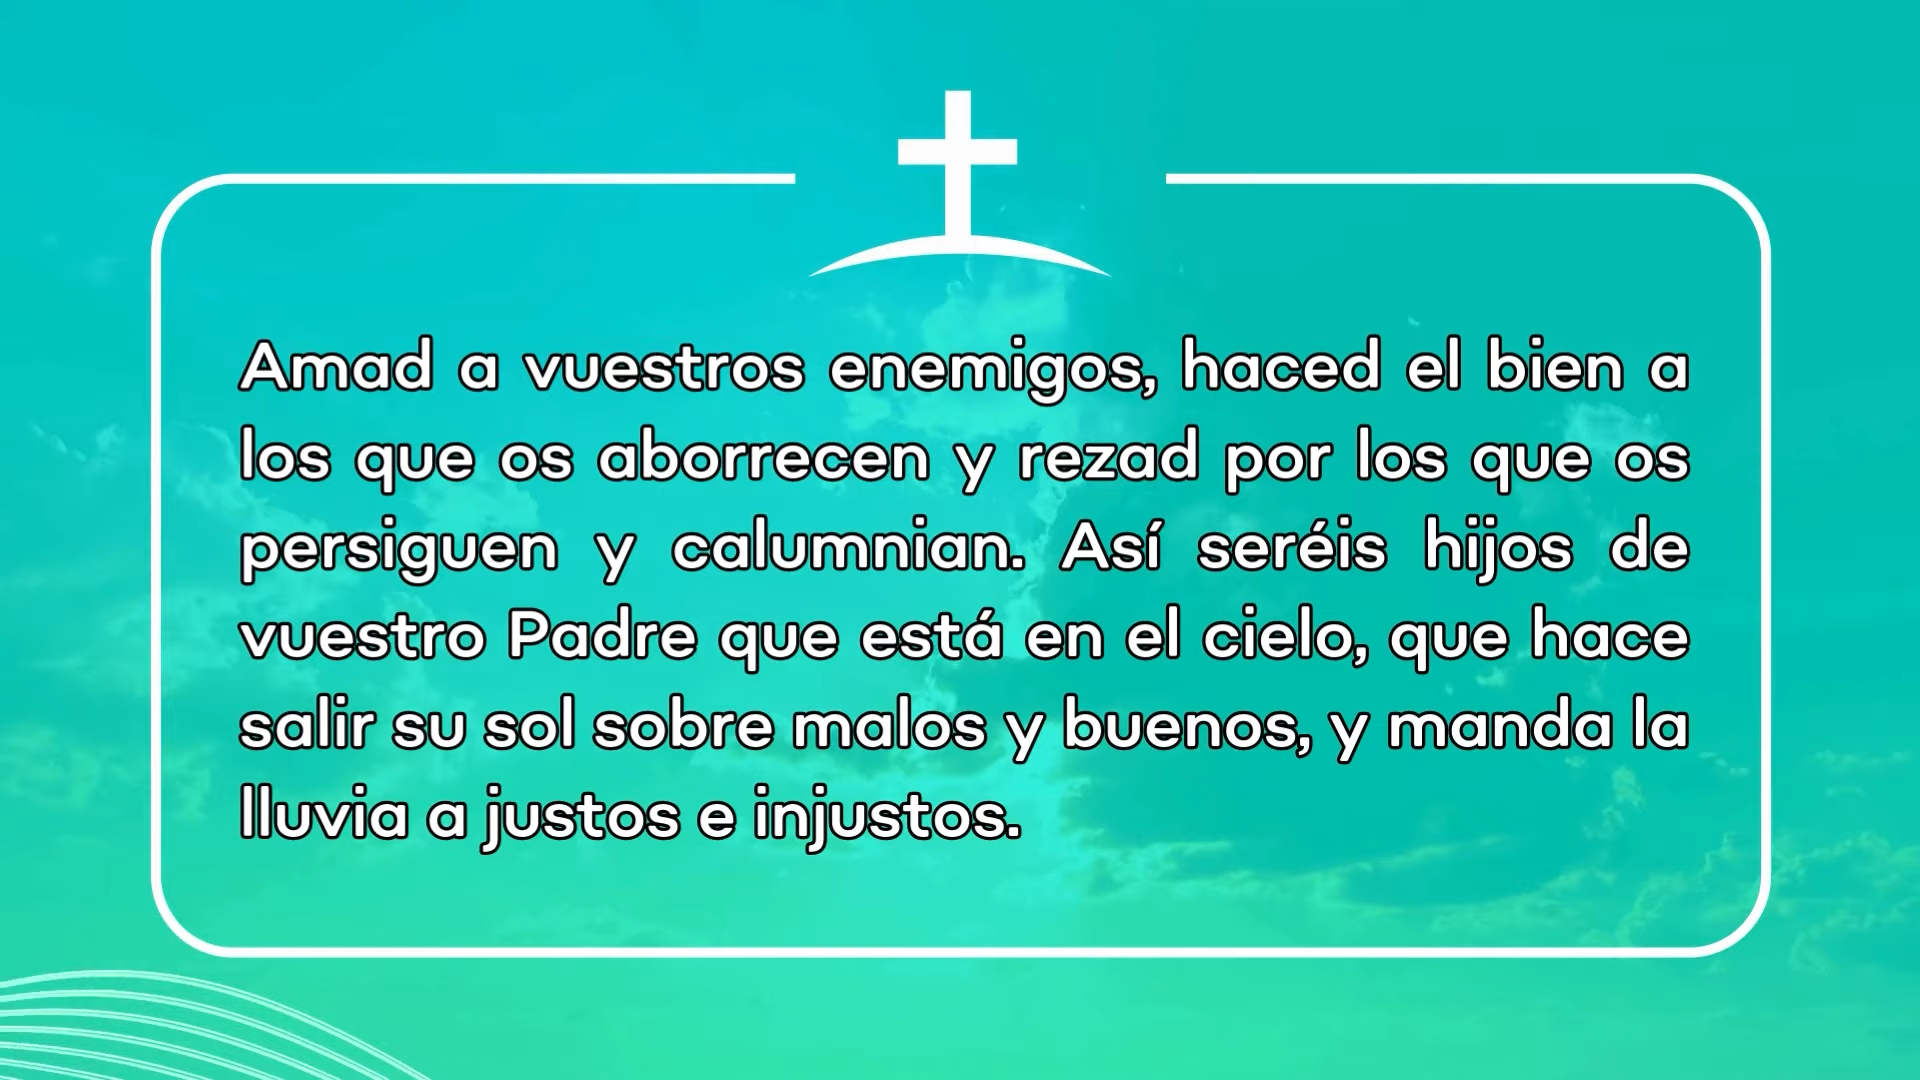 Amad a vuestros enemigos, haced el bien a
los que os aborrecen y rezad por los que os
persiguen y calumnian. Así seréis hijos de
vuestro Padre que está en el cielo, que hace
salir su sol sobre malos y buenos, y manda la
lluvia a justos e injustos.